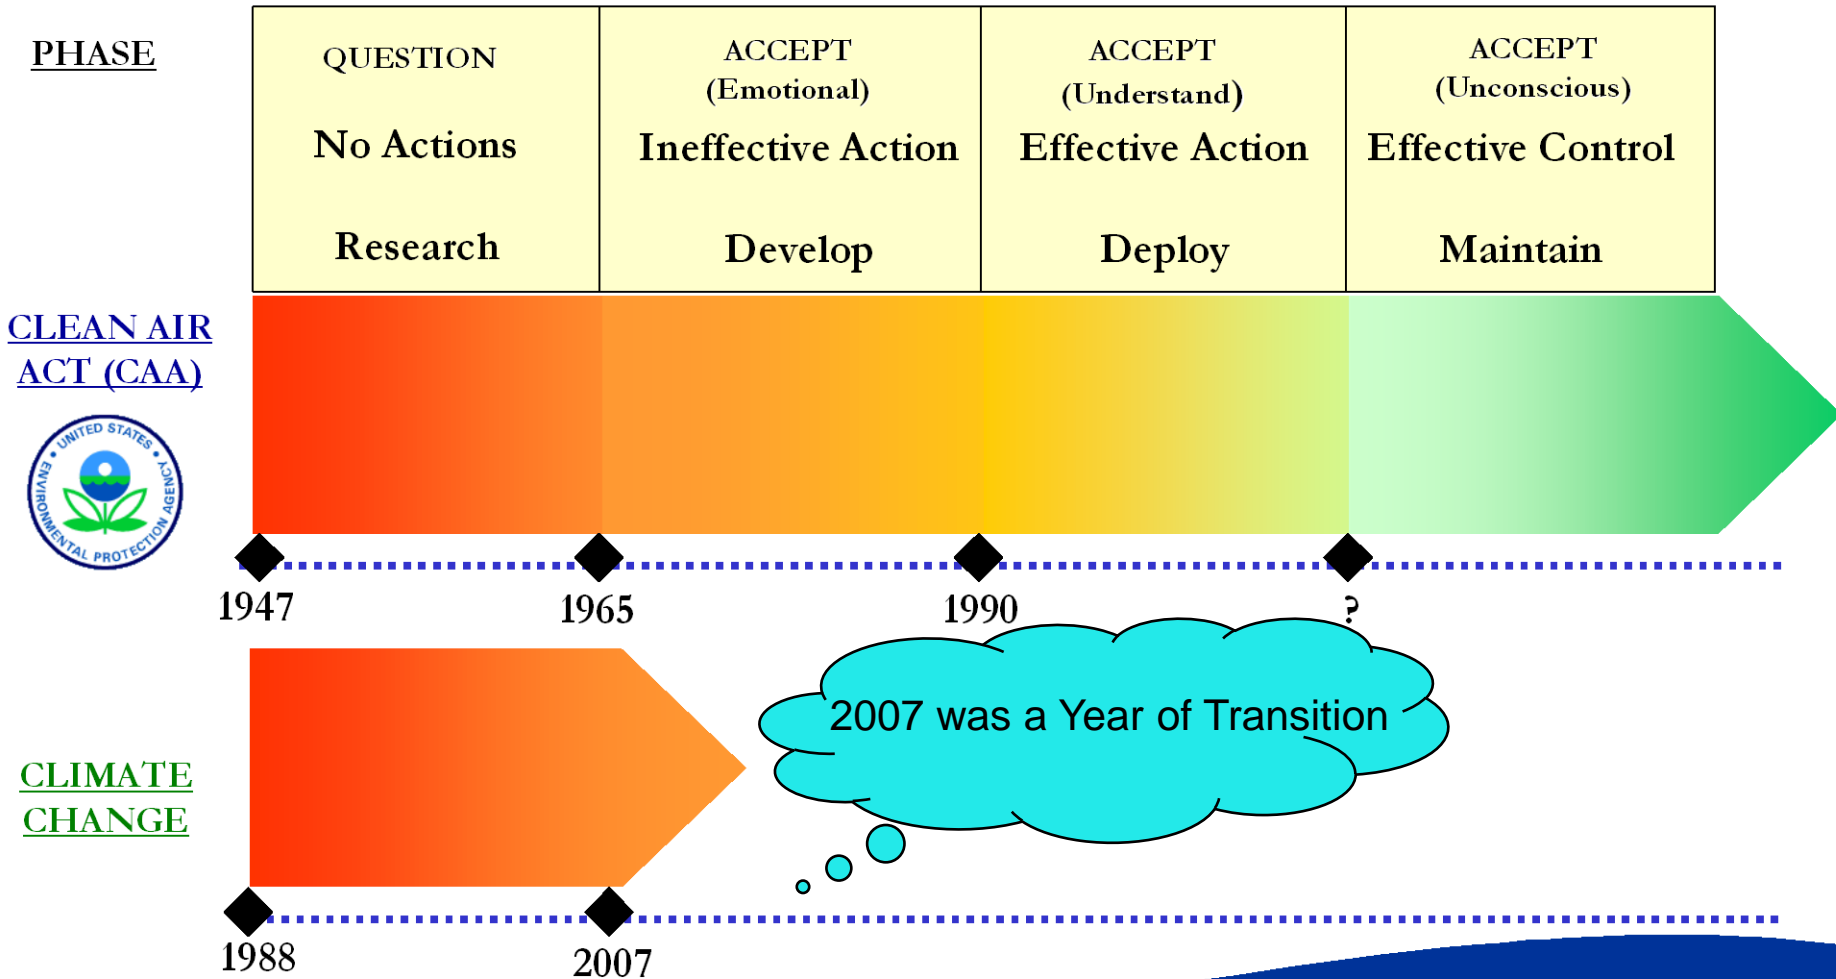 PHASE
QUESTION
No Actions
Research
ACCEPT
(Emotional)
Ineffective Action
Develop
ACCEPT
(Understand)
Effective Action
Deploy
ACCEPT
(Unconscious)
Effective Control
Maintain
CLEAN AIR
ACT (CAA)
UNITED STATES
ENVIRONMENTAL PROTECTION AGENCY
1947
1965
1990
?
2007 was a Year of Transition
CLIMATE
CHANGE
1988
2007